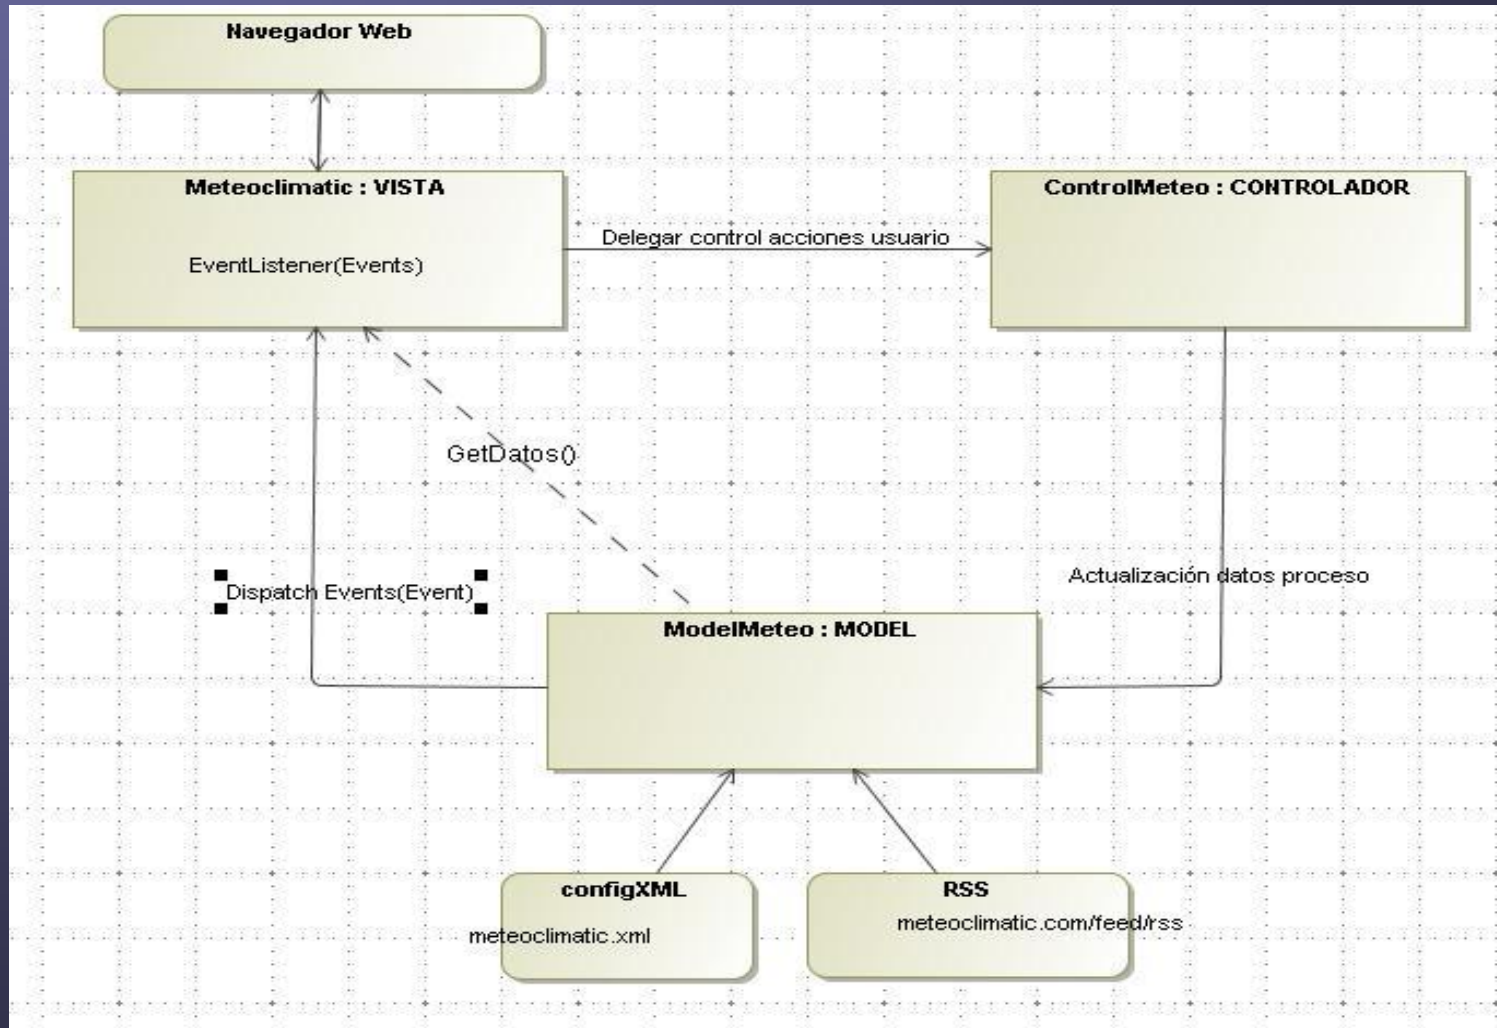 Navegador Web
Meteoclimatic : VISTA
EventListener(Events)
Delegar control acciones usuario
ControlMeteo : CONTROLADOR
GetDatos()
Dispatch Events(Event)
Actualización datos proceso
ModelMeteo : MODEL
configXML
meteoclimatic.xml
RSS
meteoclimatic.com/feed/rss